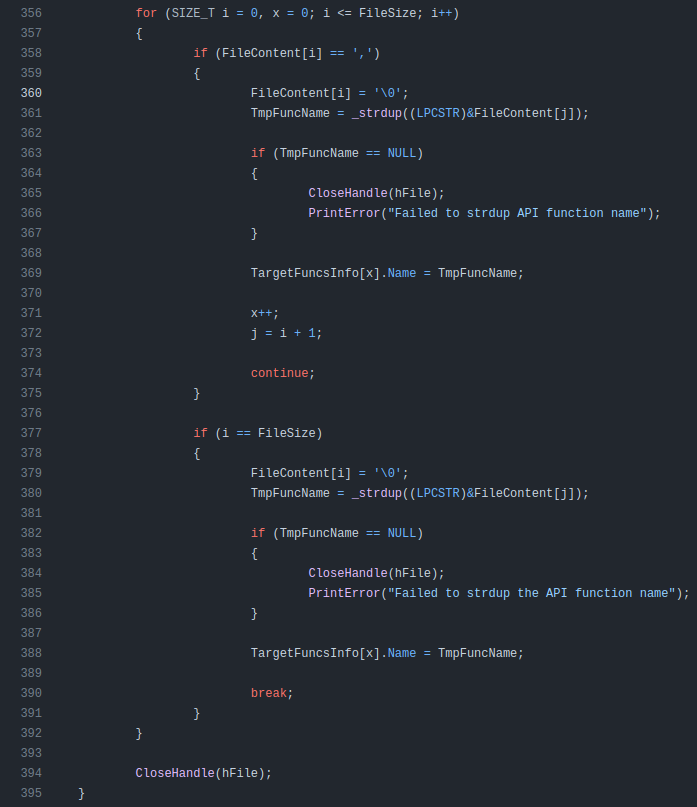 356 for (SIZE_T i = 0, x = 0; i <= FileSize; i++)
357 {
358 if (FileContent[i] == ',')
359 {
360 FileContent[i] = '\0';
361 TmpFuncName = _strdup((LPCSTR)&FileContent[j]);
362
363 if (TmpFuncName == NULL)
364 {
365 CloseHandle(hFile);
366 PrintError("Failed to strdup API function name");
367 }
368
369 TargetFuncsInfo[x].Name = TmpFuncName;
370
371 x++;
372 j = i + 1;
373
374 continue;
375 }
376
377 if (i == FileSize)
378 {
379 FileContent[i] = '\0';
380 TmpFuncName = _strdup((LPCSTR)&FileContent[j]);
381
382 if (TmpFuncName == NULL)
383 {
384 CloseHandle(hFile);
385 PrintError("Failed to strdup the API function name");
386 }
387
388 TargetFuncsInfo[x].Name = TmpFuncName;
389
390 break;
391 }
392 }
393
394 CloseHandle(hFile);
395 }